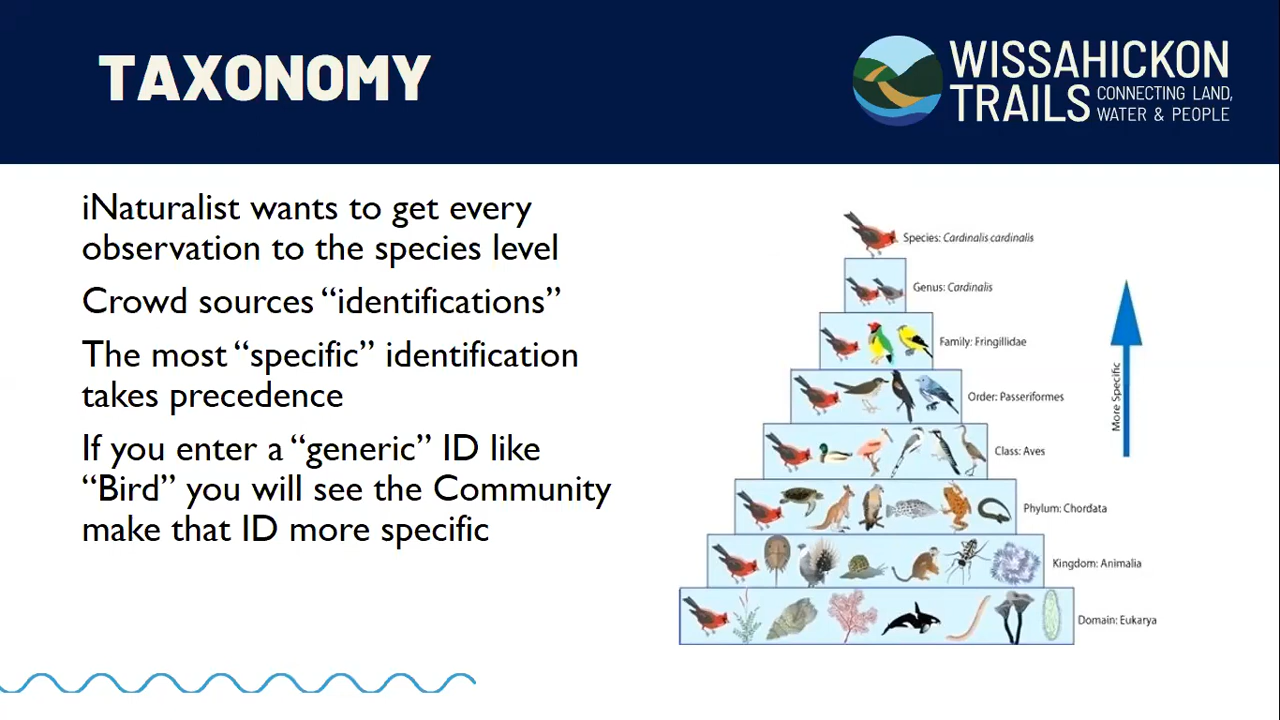 TAXONOMY
WISSAHICKON
TRAILS
CONNECTING LAND,
WATER & PEOPLE
iNaturalist wants to get every
observation to the species level
Crowd sources “identifications”
The most “specific” identification
takes precedence
If you enter a “generic” ID like
“Bird” you will see the Community
make that ID more specific
Species: Cardinalis cardinalis
Genus: Cardinalis
Family: Fringillidae
Order: Passeriformes
Class: Aves
Phylum: Chordata
Kingdom: Animalia
Domain: Eukarya
More Specific